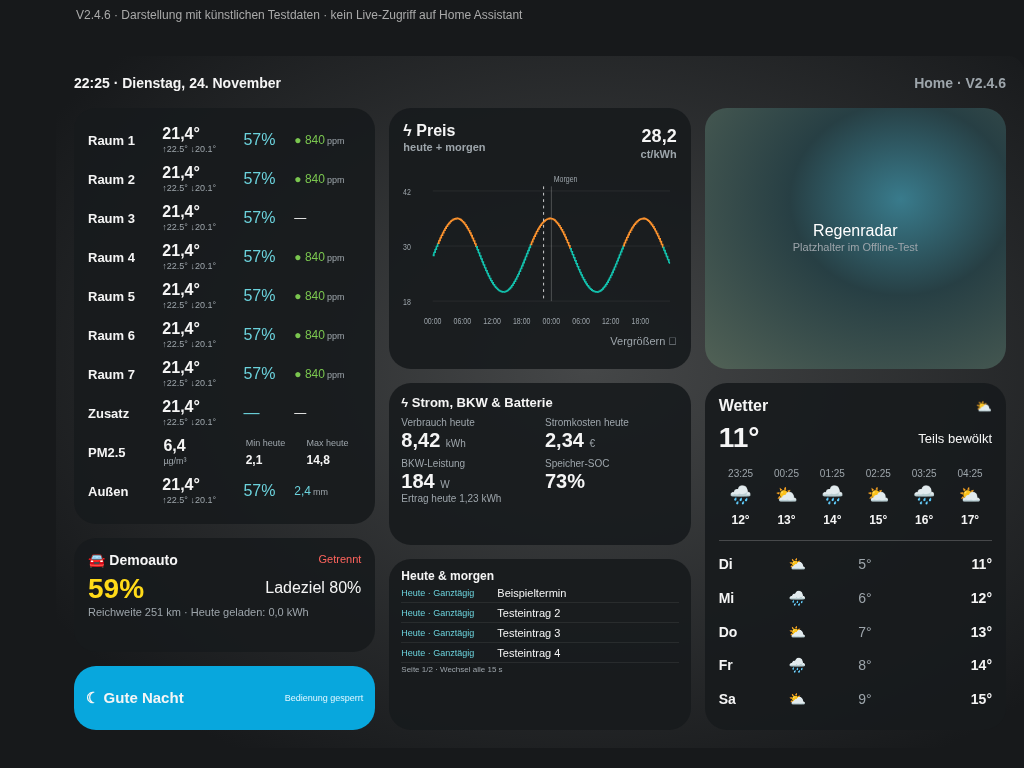 V2.4.6 · Darstellung mit künstlichen Testdaten · kein Live-Zugriff auf Home Assistant
22:25 · Dienstag, 24. November
Home · V2.4.6
Raum 1 21,4° 57% ● 840 ppm
↑22.5° ↓20.1°
Raum 2 21,4° 57% ● 840 ppm
↑22.5° ↓20.1°
Raum 3 21,4° 57% —
↑22.5° ↓20.1°
Raum 4 21,4° 57% ● 840 ppm
↑22.5° ↓20.1°
Raum 5 21,4° 57% ● 840 ppm
↑22.5° ↓20.1°
Raum 6 21,4° 57% ● 840 ppm
↑22.5° ↓20.1°
Raum 7 21,4° 57% ● 840 ppm
↑22.5° ↓20.1°
Zusatz 21,4° — —
↑22.5° ↓20.1°
PM2.5 6,4 Min heute Max heute
µg/m³ 2,1 14,8
Außen 21,4° 57% 2,4 mm
↑22.5° ↓20.1°
🚘 Demoauto Getrennt
59% Ladeziel 80%
Reichweite 251 km · Heute geladen: 0,0 kWh
☾ Gute Nacht Bedienung gesperrt
ϟ Preis 28,2
heute + morgen ct/kWh
Morgen
42
30
18
00:00 06:00 12:00 18:00 00:00 06:00 12:00 18:00
Vergrößern
ϟ Strom, BKW & Batterie
Verbrauch heute Stromkosten heute
8,42 kWh 2,34 €
BKW-Leistung Speicher-SOC
184 W 73%
Ertrag heute 1,23 kWh
Heute & morgen
Heute · Ganztägig Beispieltermin
Heute · Ganztägig Testeintrag 2
Heute · Ganztägig Testeintrag 3
Heute · Ganztägig Testeintrag 4
Seite 1/2 · Wechsel alle 15 s
Regenradar
Platzhalter im Offline-Test
Wetter
11° Teils bewölkt
23:25 00:25 01:25 02:25 03:25 04:25
12° 13° 14° 15° 16° 17°
Di 5° 11°
Mi 6° 12°
Do 7° 13°
Fr 8° 14°
Sa 9° 15°